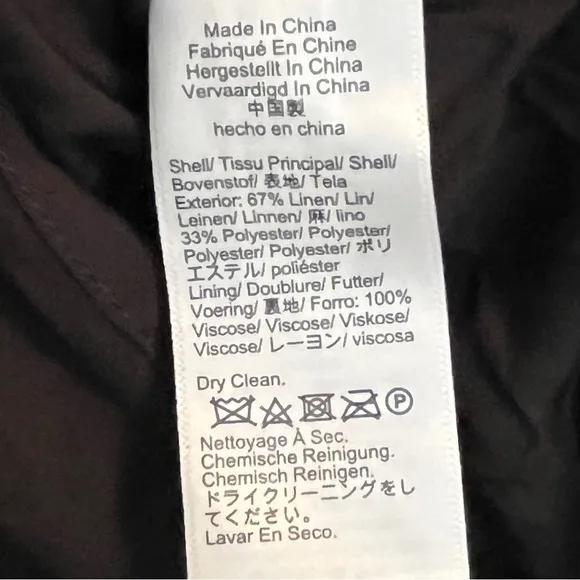 Made In China
Fabriqué En Chine
Hergestellt In China
Vervaardigd In China
中国製
hecho en china
Shell/ Tissu Principal/ Shell/
Bovenstof/ 表地/ Tela
Exterior: 67% Linen/ Lin/
Leinen/ Linnen/ 麻/ lino
33% Polyester/ Polyester/
Polyester/ Polyester/ ポリ
エステル/ poliéster
Lining/ Doublure/ Futter/
Voering/ 裏地/ Forro: 100%
Viscose/ Viscose/ Viskose/
Viscose/ レーヨン/ viscosa
Dry Clean.
P
Nettoyage À Sec.
Chemische Reinigung.
Chemisch Reinigen.
ドライクリーニングをし
てください。
Lavar En Seco.